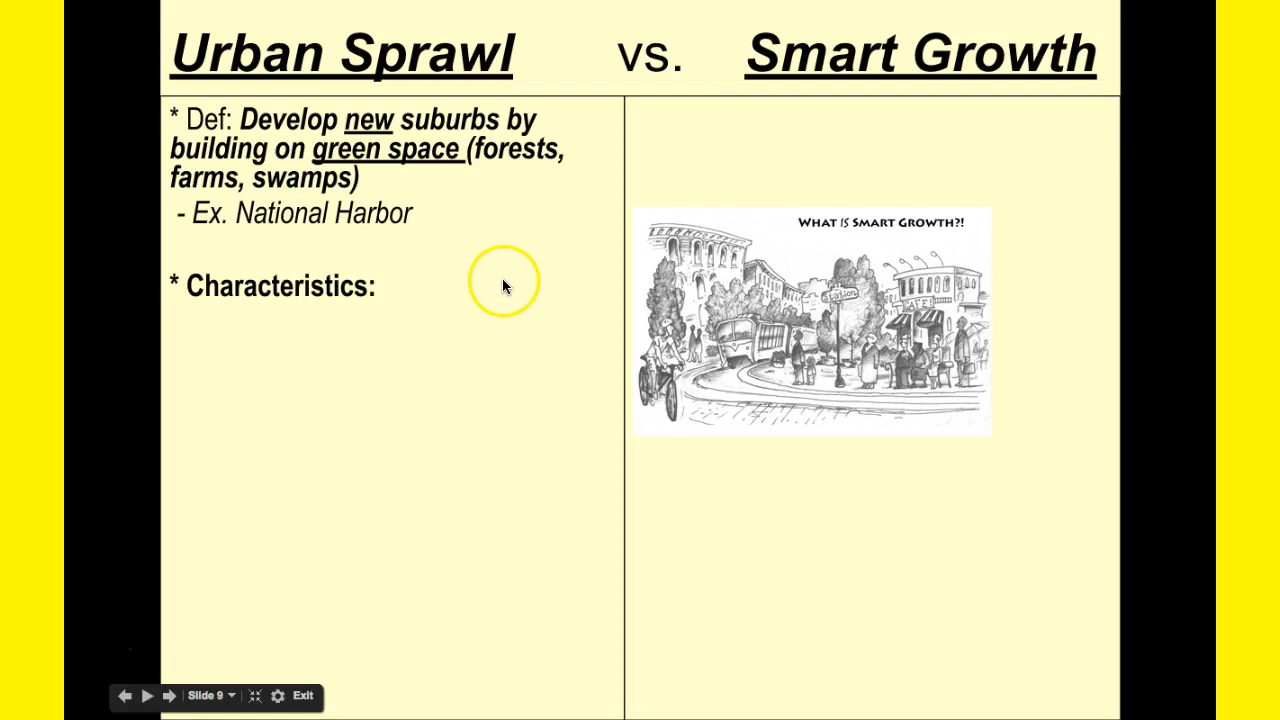 Urban Sprawl vs. Smart Growth
* Def: Develop new suburbs by
building on green space (forests,
farms, swamps)
- Ex. National Harbor
* Characteristics:
WHAT IS SMART GROWTH?!
Station
CAFE
Slide 9
Exit